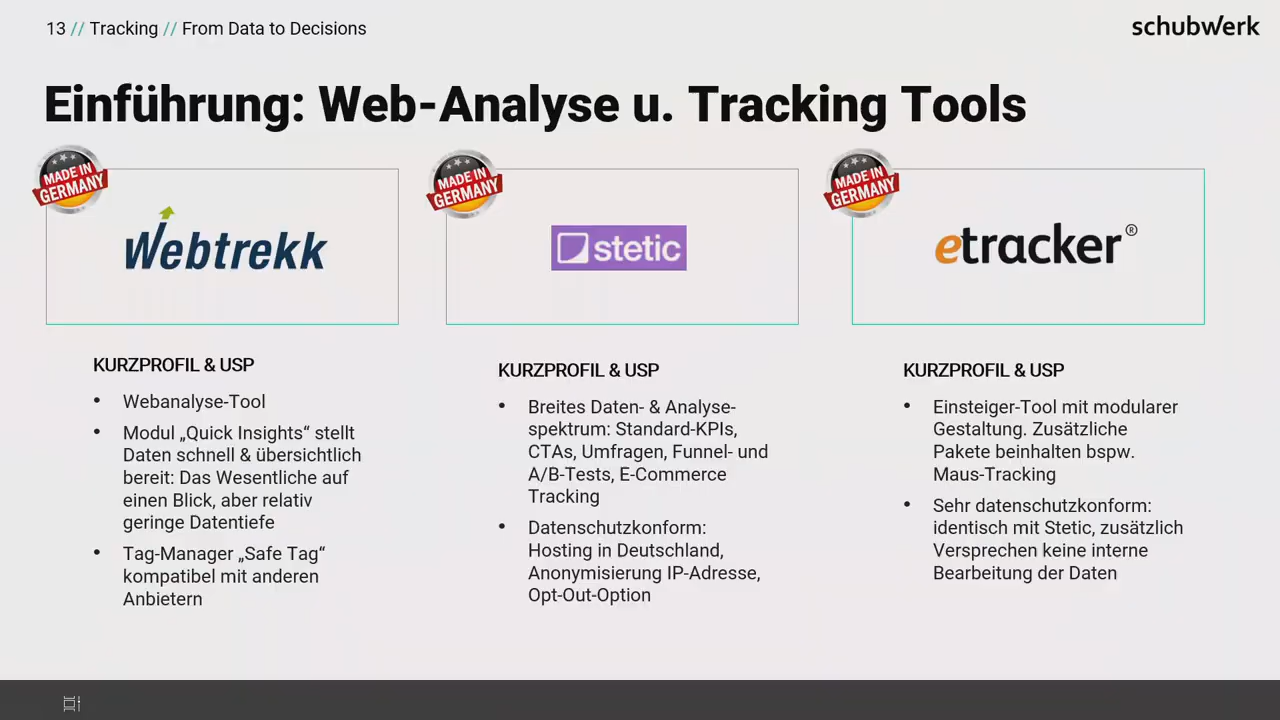 13 // Tracking // From Data to Decisions
schubwerk
Einführung: Web-Analyse u. Tracking Tools
MADE IN
GERMANY
Webtrekk
KURZPROFIL & USP
• Webanalyse-Tool
• Modul „Quick Insights“ stellt
Daten schnell & übersichtlich
bereit: Das Wesentliche auf
einen Blick, aber relativ
geringe Datentiefe
• Tag-Manager „Safe Tag“
kompatibel mit anderen
Anbietern
MADE IN
GERMANY
stetic
KURZPROFIL & USP
• Breites Daten- & Analyse-
spektrum: Standard-KPIs,
CTAs, Umfragen, Funnel- und
A/B-Tests, E-Commerce
Tracking
• Datenschutzkonform:
Hosting in Deutschland,
Anonymisierung IP-Adresse,
Opt-Out-Option
MADE IN
GERMANY
etracker®
KURZPROFIL & USP
• Einsteiger-Tool mit modularer
Gestaltung. Zusätzliche
Pakete beinhalten bspw.
Maus-Tracking
• Sehr datenschutzkonform:
identisch mit Stetic, zusätzlich
Versprechen keine interne
Bearbeitung der Daten